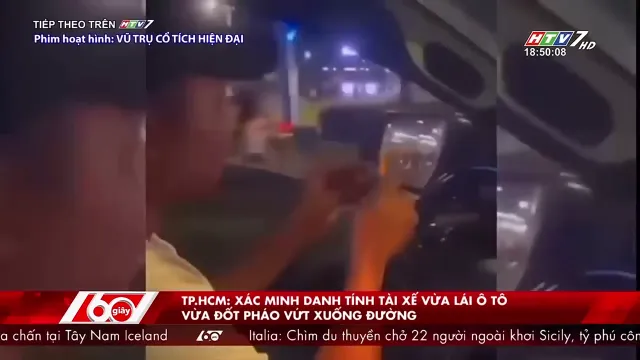 TIẾP THEO TRÊN HTV7
Phim hoạt hình: VŨ TRỤ CỔ TÍCH HIỆN ĐẠI
HTV7 HD
18:50:08
60 giây
TP.HCM: XÁC MINH DANH TÍNH TÀI XẾ VỪA LÁI Ô TÔ
VỪA ĐỐT PHÁO VỨT XUỐNG ĐƯỜNG
a chấn tại Tây Nam Iceland Italia: Chìm du thuyền chở 22 người ngoài khơi Sicily, tỷ phú côn